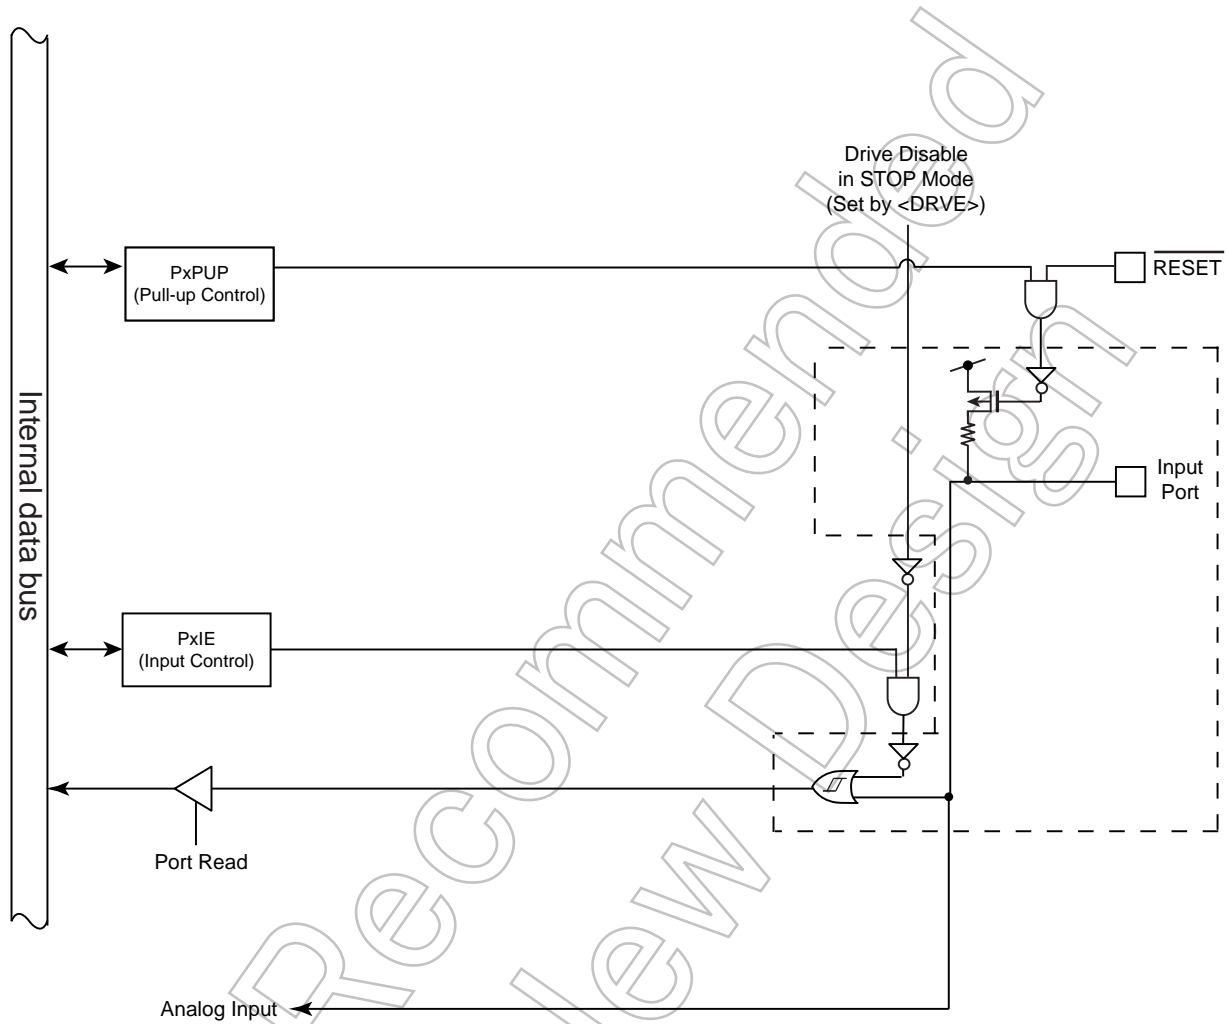 Drive Disable
in STOP Mode
(Set by <DRVE>)
PxPUP
(Pull-up Control)
RESET
Internal data bus
Input
Port
PxIE
(Input Control)
Port Read
Analog Input
Recommended
New Design